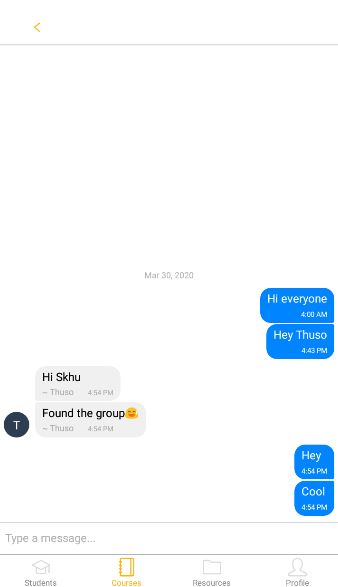 Mar 30, 2020
Hi everyone
4:00 AM
Hey Thuso
4:43 PM
Hi Skhu
~ Thuso 4:54 PM
Found the group🤗
~ Thuso 4:54 PM
T
Hey
4:54 PM
Cool
4:54 PM
Type a message...
Students Courses Resources Profile